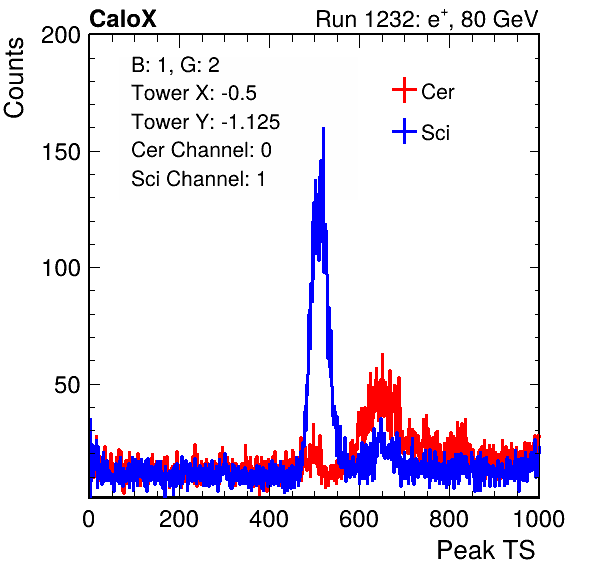 CaloX Run 1232: e+, 80 GeV
Counts
200
150
100
50
B: 1, G: 2
Tower X: -0.5
Tower Y: -1.125
Cer Channel: 0
Sci Channel: 1
Cer
Sci
0 200 400 600 800 1000
Peak TS